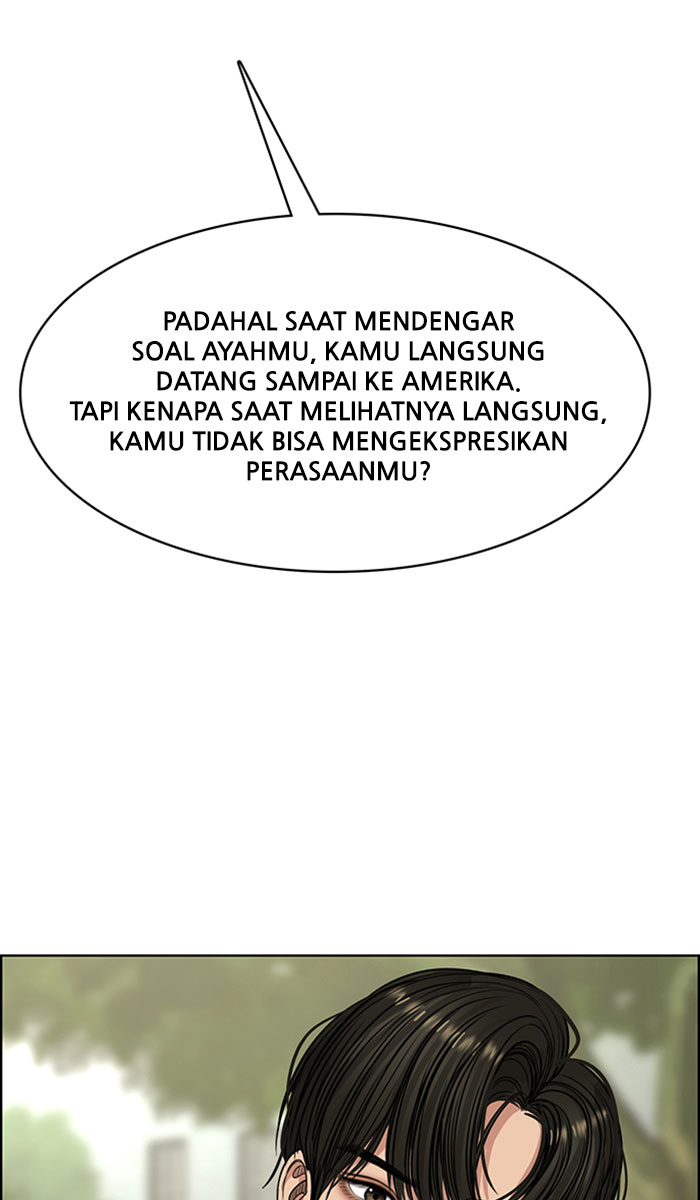 PADAHAL SAAT MENDENGAR
SOAL AYAHMU, KAMU LANGSUNG
DATANG SAMPAI KE AMERIKA.
TAPI KENAPA SAAT MELIHATNYA LANGSUNG,
KAMU TIDAK BISA MENGEKSPRESIKAN
PERASAANMU?